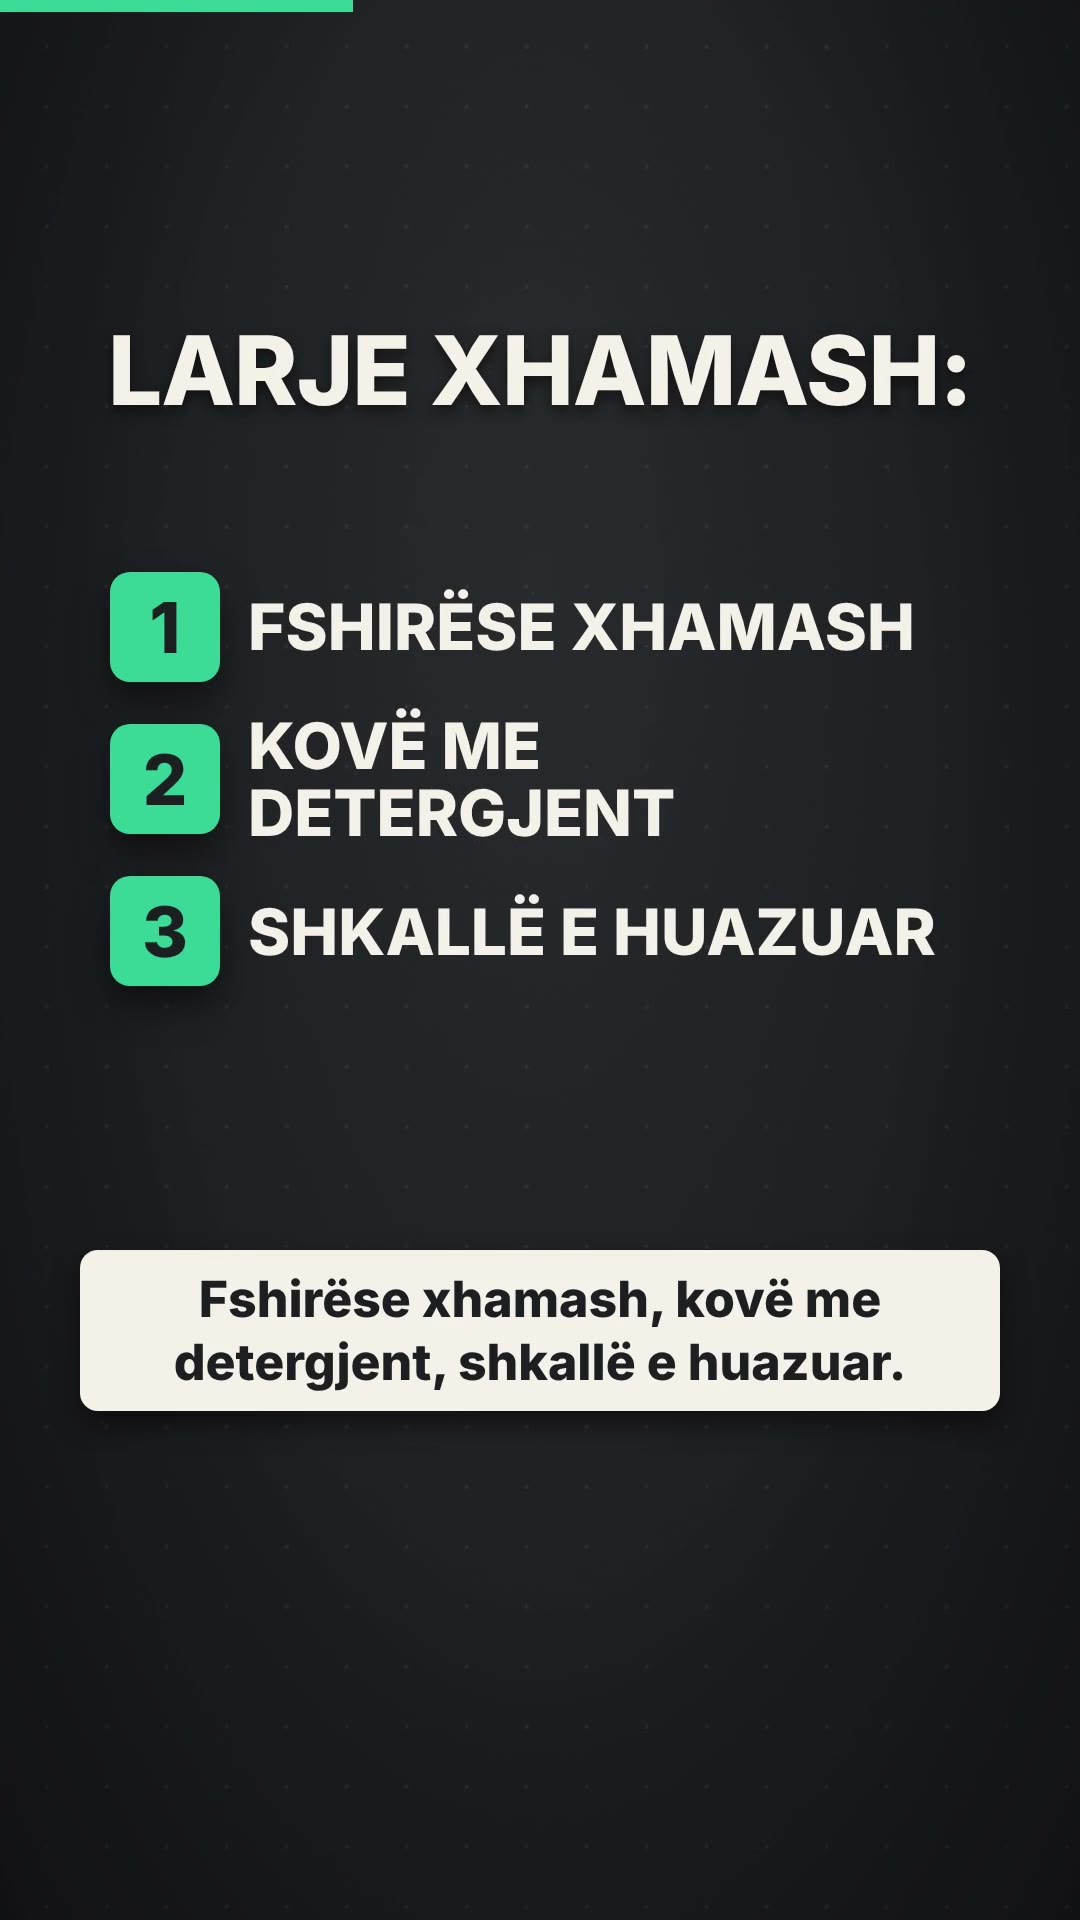 LARJE XHAMASH:
1 FSHIRËSE XHAMASH
2 KOVË ME
DETERGJENT
3 SHKALLË E HUAZUAR
Fshirëse xhamash, kovë me
detergjent, shkallë e huazuar.